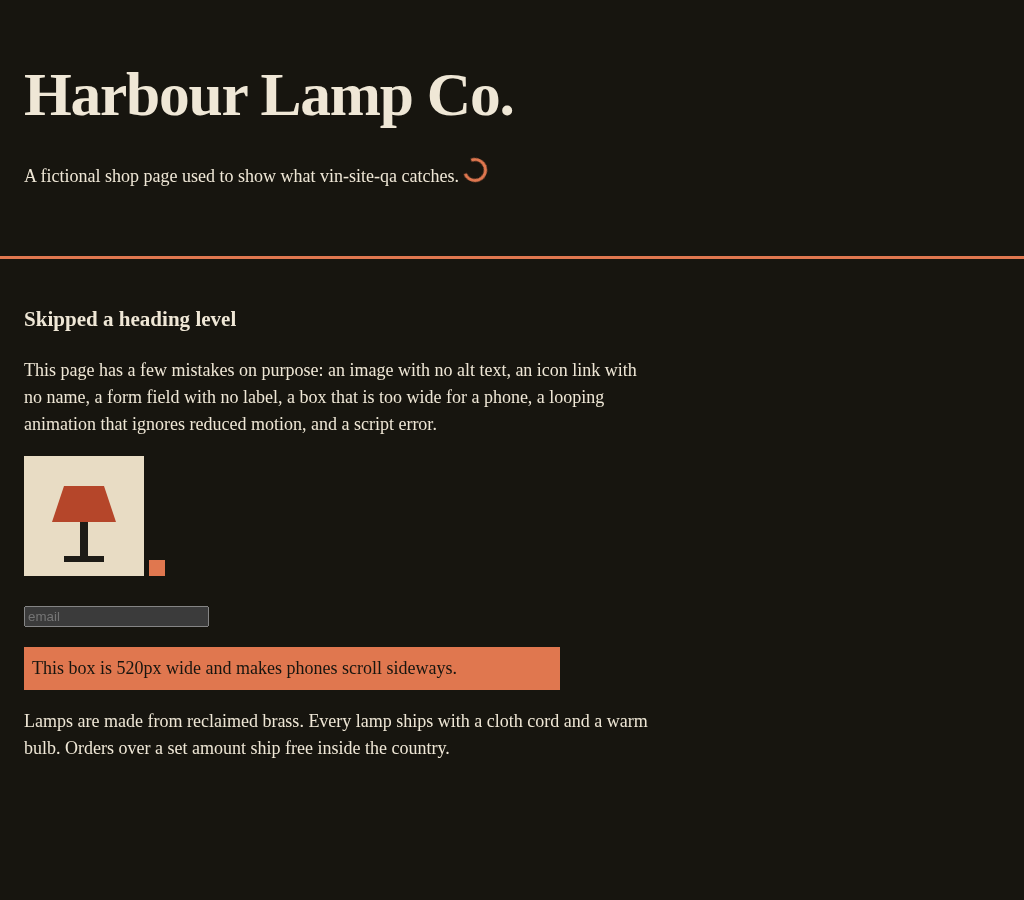 Harbour Lamp Co.
A fictional shop page used to show what vin-site-qa catches.
Skipped a heading level
This page has a few mistakes on purpose: an image with no alt text, an icon link with
no name, a form field with no label, a box that is too wide for a phone, a looping
animation that ignores reduced motion, and a script error.
email
This box is 520px wide and makes phones scroll sideways.
Lamps are made from reclaimed brass. Every lamp ships with a cloth cord and a warm
bulb. Orders over a set amount ship free inside the country.